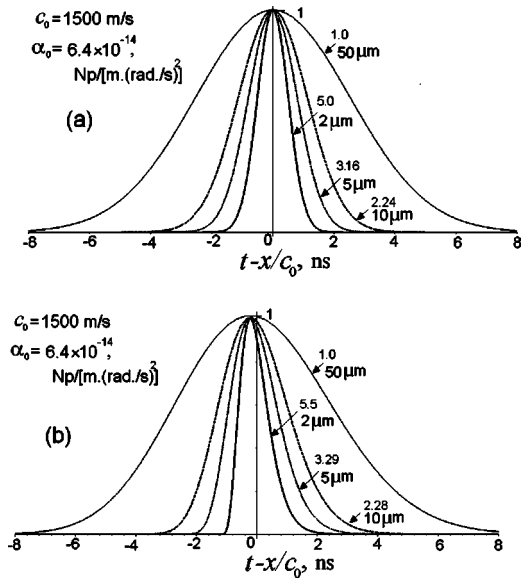 c₀ = 1500 m/s
α₀ = 6.4×10⁻¹⁴,
Np/[m.(rad./s)²]
(a)
1
1.0
50μm
5.0
2μm
3.16
5μm
2.24
10μm
-8 -6 -4 -2 0 2 4 6 8
t-x/c₀, ns
c₀ = 1500 m/s
α₀ = 6.4×10⁻¹⁴,
Np/[m.(rad./s)²]
(b)
1
1.0
50μm
5.5
2μm
3.29
5μm
2.28
10μm
-8 -6 -4 -2 0 2 4 6 8
t-x/c₀, ns